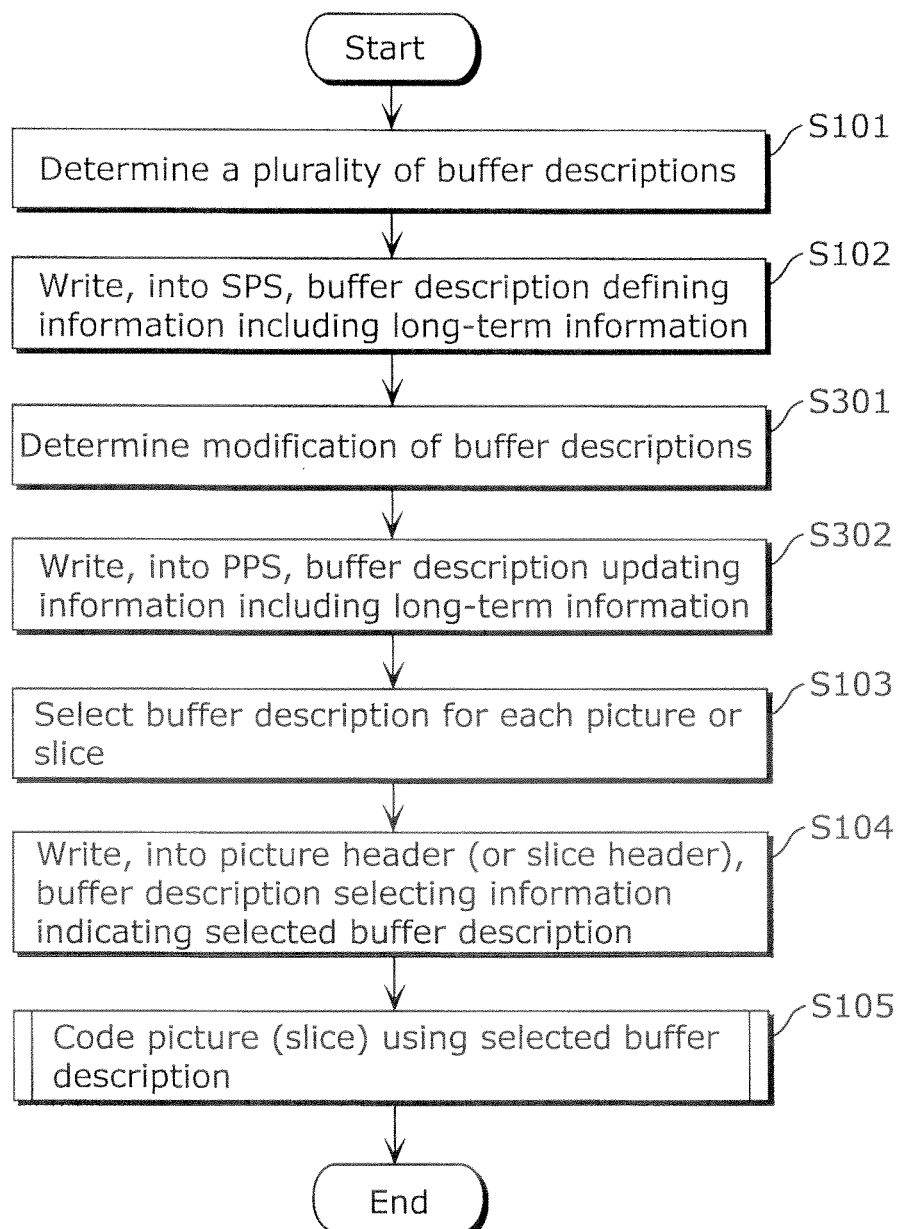 Start
S101
Determine a plurality of buffer descriptions
S102
Write, into SPS, buffer description defining
information including long-term information
S301
Determine modification of buffer descriptions
S302
Write, into PPS, buffer description updating
information including long-term information
S103
Select buffer description for each picture or
slice
S104
Write, into picture header (or slice header),
buffer description selecting information
indicating selected buffer description
S105
Code picture (slice) using selected buffer
description
End